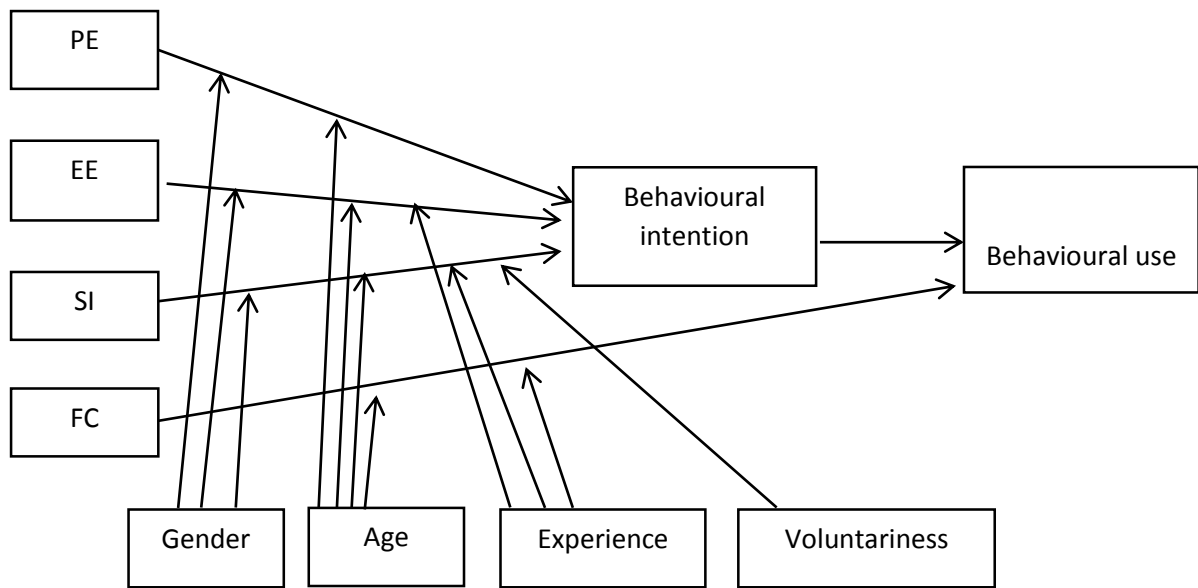 PE
EE
SI
FC
Behavioural
intention
Behavioural use
Gender
Age
Experience
Voluntariness